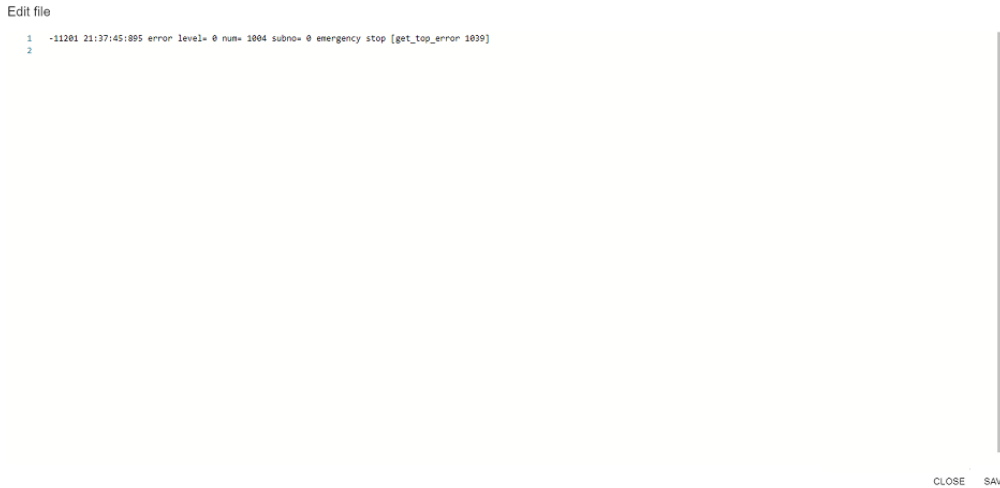 Edit file
1 -11201 21:37:45:895 error level= 0 num= 1004 subno= 0 emergency stop [get_top_error 1039]
2
CLOSE SAV